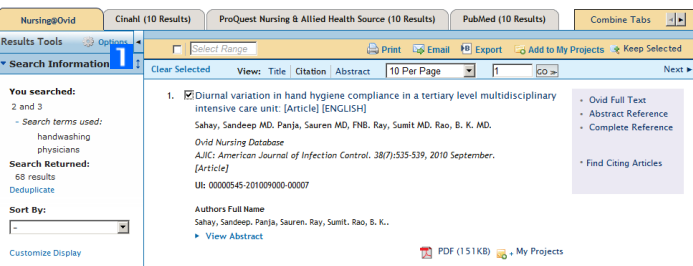 Nursing@Ovid
Cinahl (10 Results)
ProQuest Nursing & Allied Health Source (10 Results)
PubMed (10 Results)
Combine Tabs
Results Tools
Options
1
Search Information
You searched:
2 and 3
- Search terms used:
handwashing
physicians
Search Returned:
68 results
Deduplicate
Sort By:
-
Customize Display
Select Range
Print
Email
Export
Add to My Projects
Keep Selected
Clear Selected
View: Title | Citation | Abstract
10 Per Page
1
GO >>
Next
1.
Diurnal variation in hand hygiene compliance in a tertiary level multidisciplinary
intensive care unit: [Article] [ENGLISH]
Sahay, Sandeep MD. Panja, Sauren MD, FNB. Ray, Sumit MD. Rao, B. K. MD.
Ovid Nursing Database
AJIC: American Journal of Infection Control. 38(7):535-539, 2010 September.
[Article]
UI: 00000545-201009000-00007
Authors Full Name
Sahay, Sandeep. Panja, Sauren. Ray, Sumit. Rao, B. K..
View Abstract
PDF (151KB)
+ My Projects
Ovid Full Text
Abstract Reference
Complete Reference
Find Citing Articles